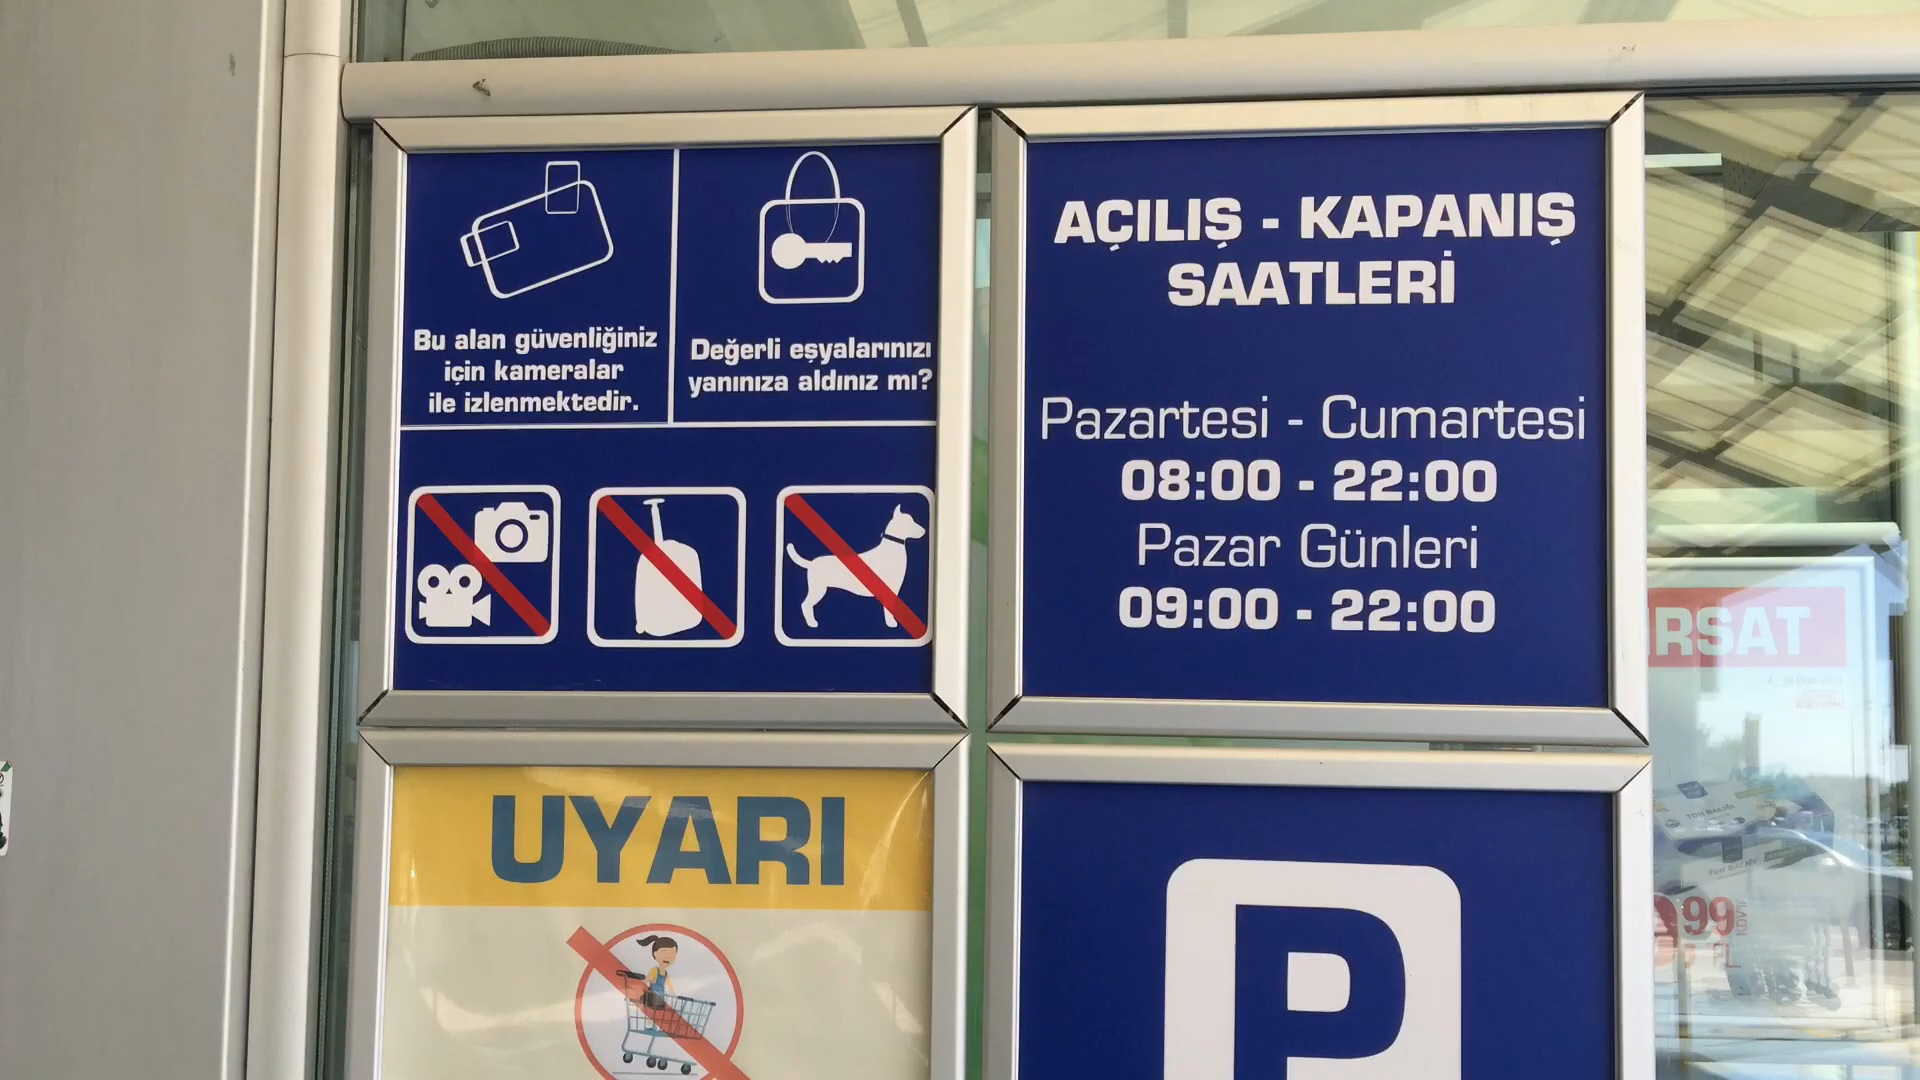 Bu alan güvenliğiniz
için kameralar
ile izlenmektedir.
Değerli eşyalarınızı
yanınıza aldınız mı?
AÇILIŞ - KAPANIŞ
SAATLERİ
Pazartesi - Cumartesi
08:00 - 22:00
Pazar Günleri
09:00 - 22:00
UYARI
P
99